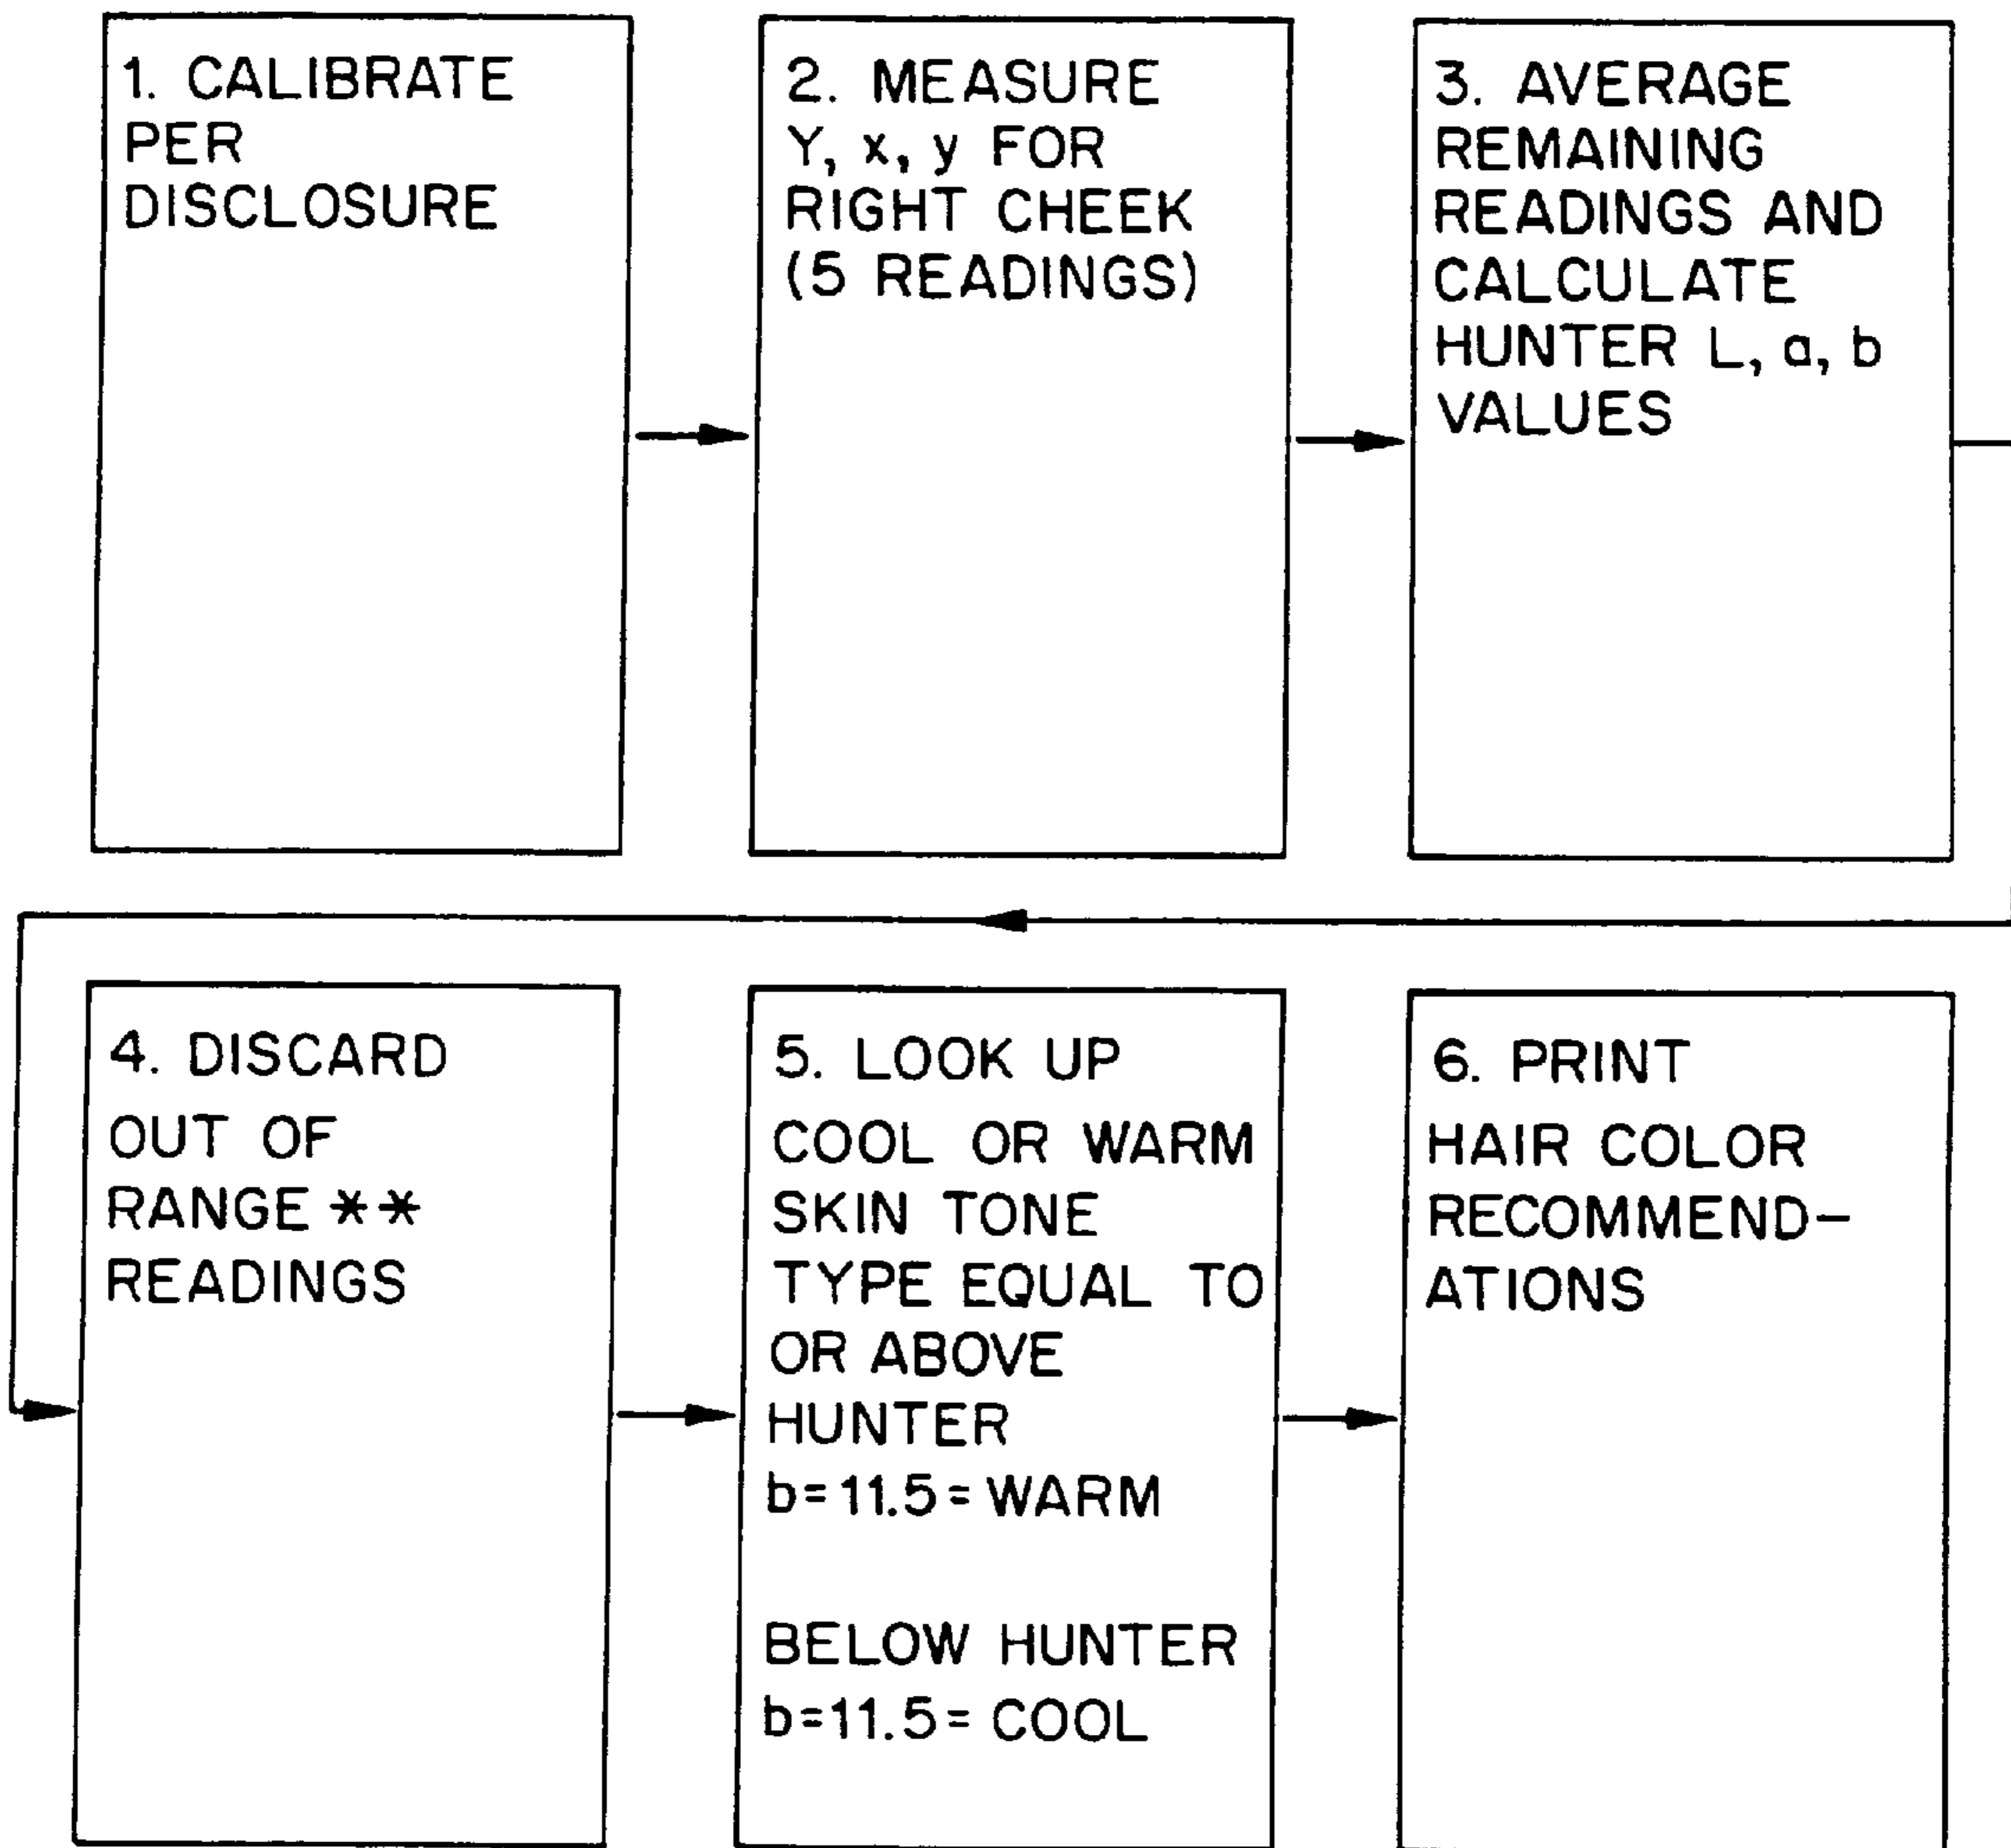 1. CALIBRATE
PER
DISCLOSURE
2. MEASURE
Y, x, y FOR
RIGHT CHEEK
(5 READINGS)
3. AVERAGE
REMAINING
READINGS AND
CALCULATE
HUNTER L, a, b
VALUES
4. DISCARD
OUT OF
RANGE **
READINGS
5. LOOK UP
COOL OR WARM
SKIN TONE
TYPE EQUAL TO
OR ABOVE
HUNTER
b=11.5= WARM
BELOW HUNTER
b=11.5= COOL
6. PRINT
HAIR COLOR
RECOMMEND-
ATIONS